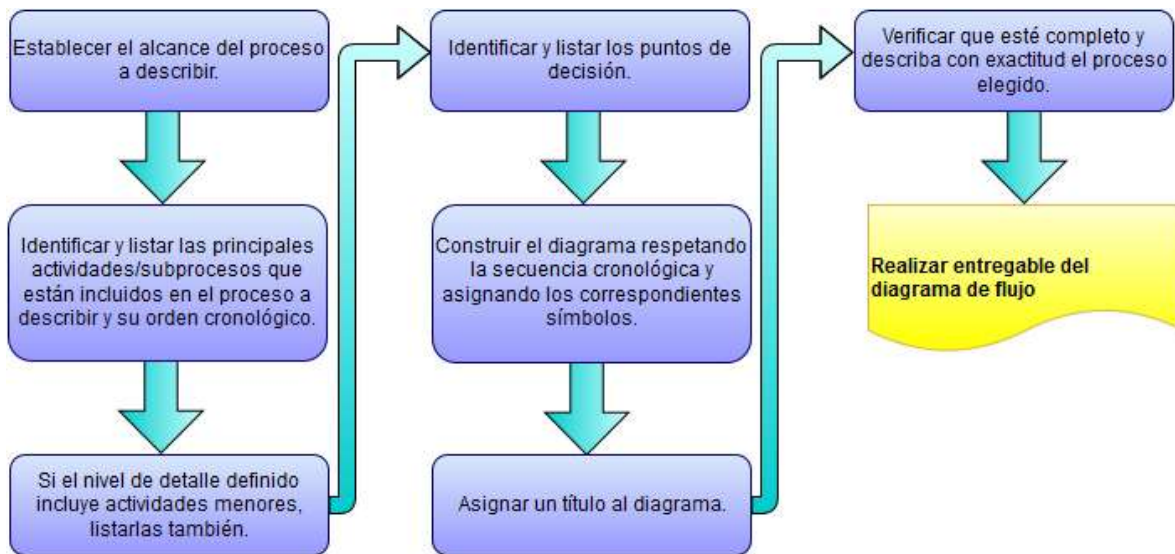 Establecer el alcance del proceso
a describir.
Identificar y listar las principales
actividades/subprocesos que
están incluidos en el proceso a
describir y su orden cronológico.
Si el nivel de detalle definido
incluye actividades menores,
listarlas también.
Identificar y listar los puntos de
decisión.
Construir el diagrama respetando
la secuencia cronológica y
asignando los correspondientes
símbolos.
Asignar un título al diagrama.
Verificar que esté completo y
describa con exactitud el proceso
elegido.
Realizar entregable del
diagrama de flujo